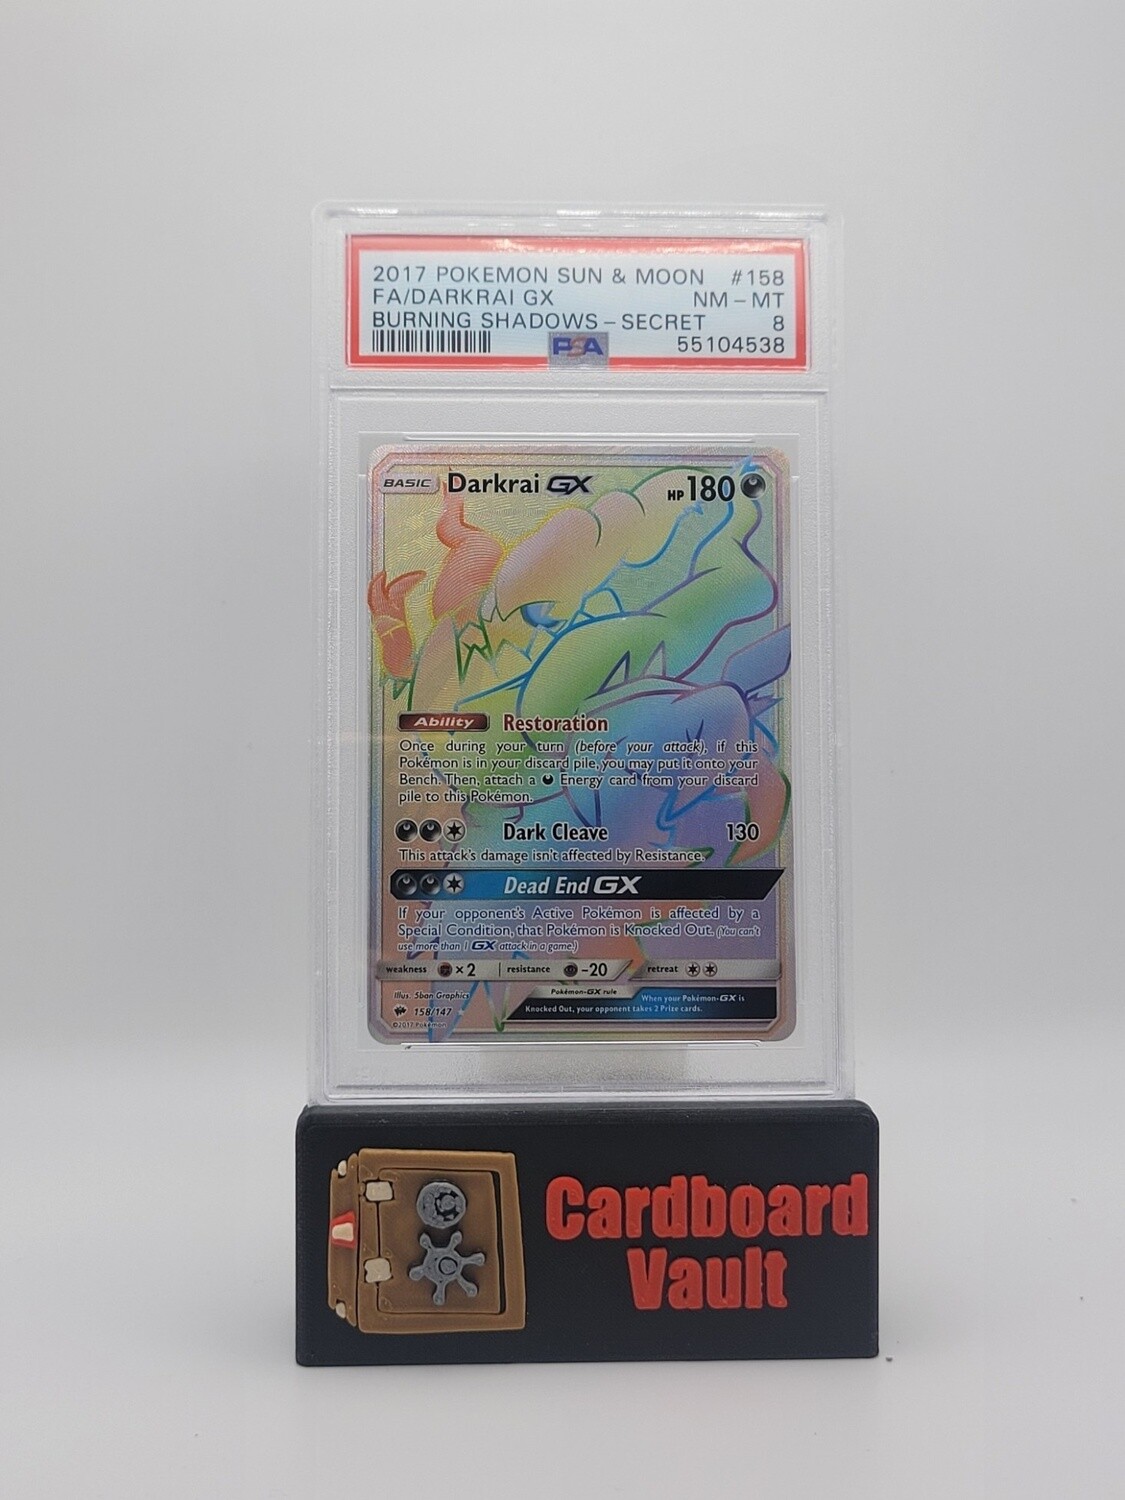 2017 POKEMON SUN & MOON #158
FA/DARKRAI GX NM - MT
BURNING SHADOWS - SECRET 8
PSA 55104538
BASIC Darkrai GX HP 180
Ability Restoration
Once during your turn (before your attack), if this
Pokémon is in your discard pile, you may put it onto your
Bench. Then, attach a Energy card from your discard
pile to this Pokémon.
Dark Cleave 130
This attack's damage isn't affected by Resistance.
Dead End GX
If your opponent's Active Pokémon is affected by a
Special Condition, that Pokémon is Knocked Out. (You can't
use more than 1 GX attack in a game.)
weakness ×2 resistance -20 retreat
Illus. 5ban Graphics
Pokémon-GX rule
When your Pokémon-GX is
Knocked Out, your opponent takes 2 Prize cards.
158/147
©2017 Pokémon
Cardboard
Vault